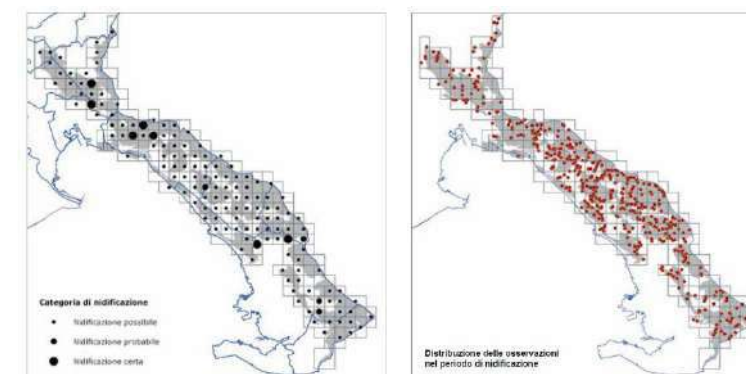 Categoria di nidificazione
Nidificazione possibile
Nidificazione probabile
Nidificazione certa
Distribuzione delle osservazioni
nel periodo di nidificazione